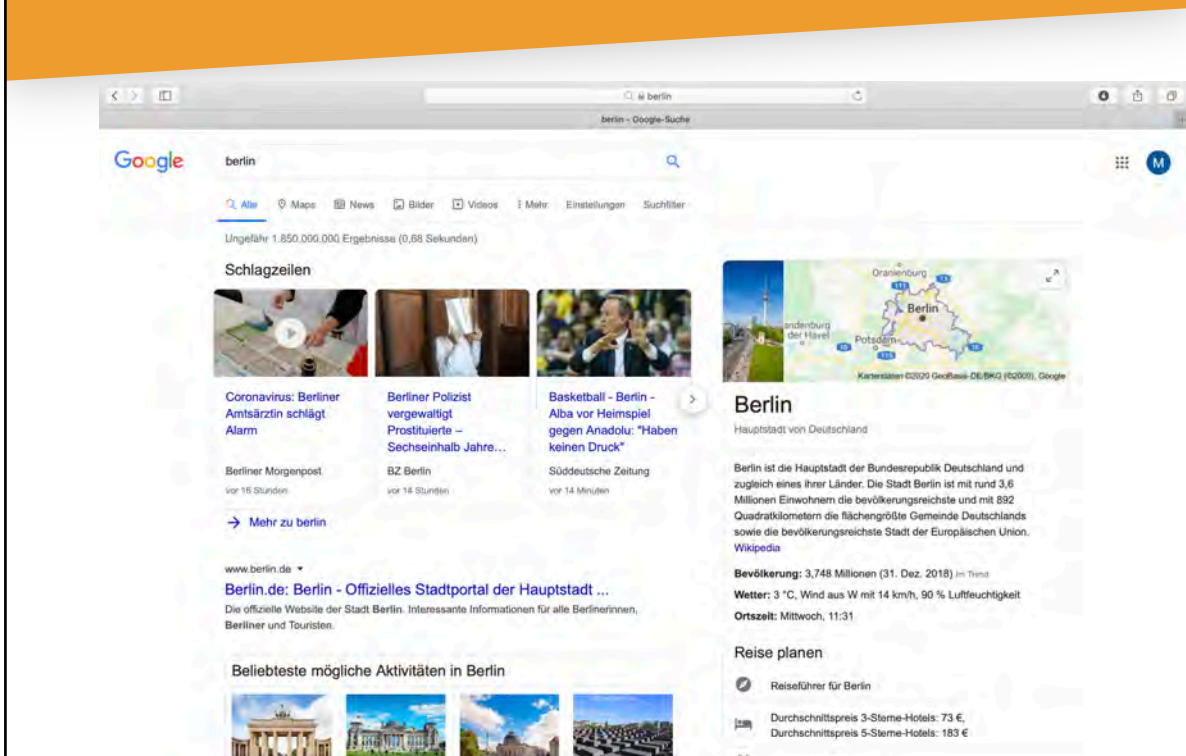 berlin
berlin - Google-Suche
Google
berlin
M
Alle Maps News Bilder Videos Mehr Einstellungen Suchfilter
Ungefähr 1.850.000.000 Ergebnisse (0,68 Sekunden)
Schlagzeilen
Coronavirus: Berliner
Amtsärztin schlägt
Alarm
Berliner Morgenpost
vor 16 Stunden
Berliner Polizist
vergewaltigt
Prostituierte –
Sechseinhalb Jahre...
BZ Berlin
vor 14 Stunden
Basketball - Berlin -
Alba vor Heimspiel
gegen Anadolu: "Haben
keinen Druck"
Süddeutsche Zeitung
vor 14 Minuten
→ Mehr zu berlin
www.berlin.de
Berlin.de: Berlin - Offizielles Stadtportal der Hauptstadt ...
Die offizielle Website der Stadt Berlin. Interessante Informationen für alle Berlinerinnen,
Berliner und Touristen.
Beliebteste mögliche Aktivitäten in Berlin
Oranienburg
Berlin
andenburg
der Havel
Potsdam
115
10
Kartendaten ©2020 GeoBasis-DE/BKG (©2009), Google
Berlin
Hauptstadt von Deutschland
Berlin ist die Hauptstadt der Bundesrepublik Deutschland und
zugleich eines ihrer Länder. Die Stadt Berlin ist mit rund 3,6
Millionen Einwohnern die bevölkerungsreichste und mit 892
Quadratkilometern die flächengrößte Gemeinde Deutschlands
sowie die bevölkerungsreichste Stadt der Europäischen Union.
Wikipedia
Bevölkerung: 3,748 Millionen (31. Dez. 2018) Im Trend
Wetter: 3 °C, Wind aus W mit 14 km/h, 90 % Luftfeuchtigkeit
Ortszeit: Mittwoch, 11:31
Reise planen
Reiseführer für Berlin
Durchschnittspreis 3-Sterne-Hotels: 73 €,
Durchschnittspreis 5-Sterne-Hotels: 183 €